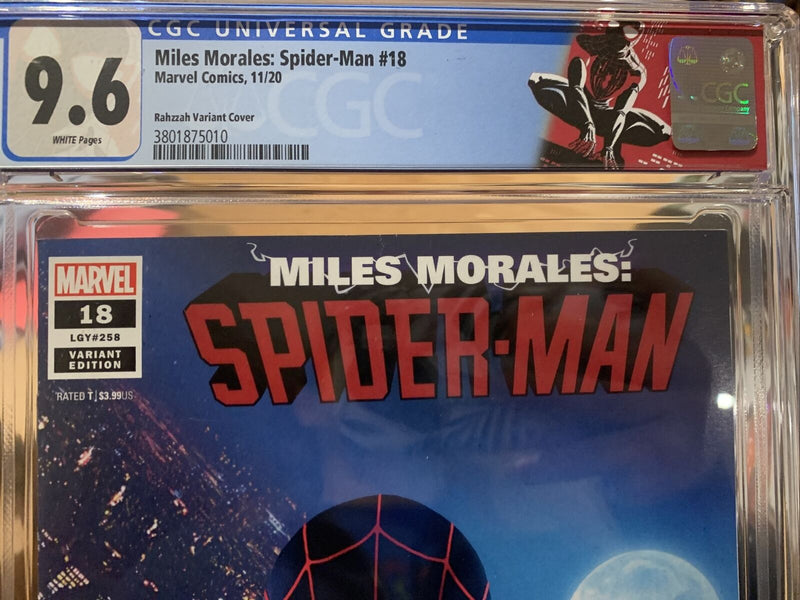 CGC UNIVERSAL GRADE
9.6
WHITE Pages
Miles Morales: Spider-Man #18
Marvel Comics, 11/20
Rahzzah Variant Cover
3801875010
CGC
CGC
MARVEL
18
LGY#258
VARIANT
EDITION
RATED T | $3.99US
MILES MORALES:
SPIDER-MAN